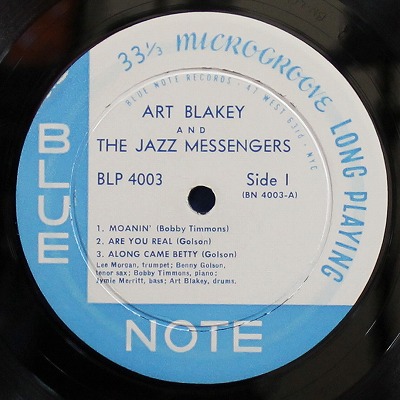 33 1/3 MICROGROOVE LONG PLAYING
BLUE NOTE RECORDS · 47 WEST 63rd · NYC
ART BLAKEY
AND
THE JAZZ MESSENGERS
BLP 4003 Side 1
(BN 4003-A)
1. MOANIN' (Bobby Timmons)
2. ARE YOU REAL (Golson)
3. ALONG CAME BETTY (Golson)
Lee Morgan, trumpet; Benny Golson,
tenor sax; Bobby Timmons, piano;
Jymie Merritt, bass; Art Blakey, drums.
BLUE
NOTE